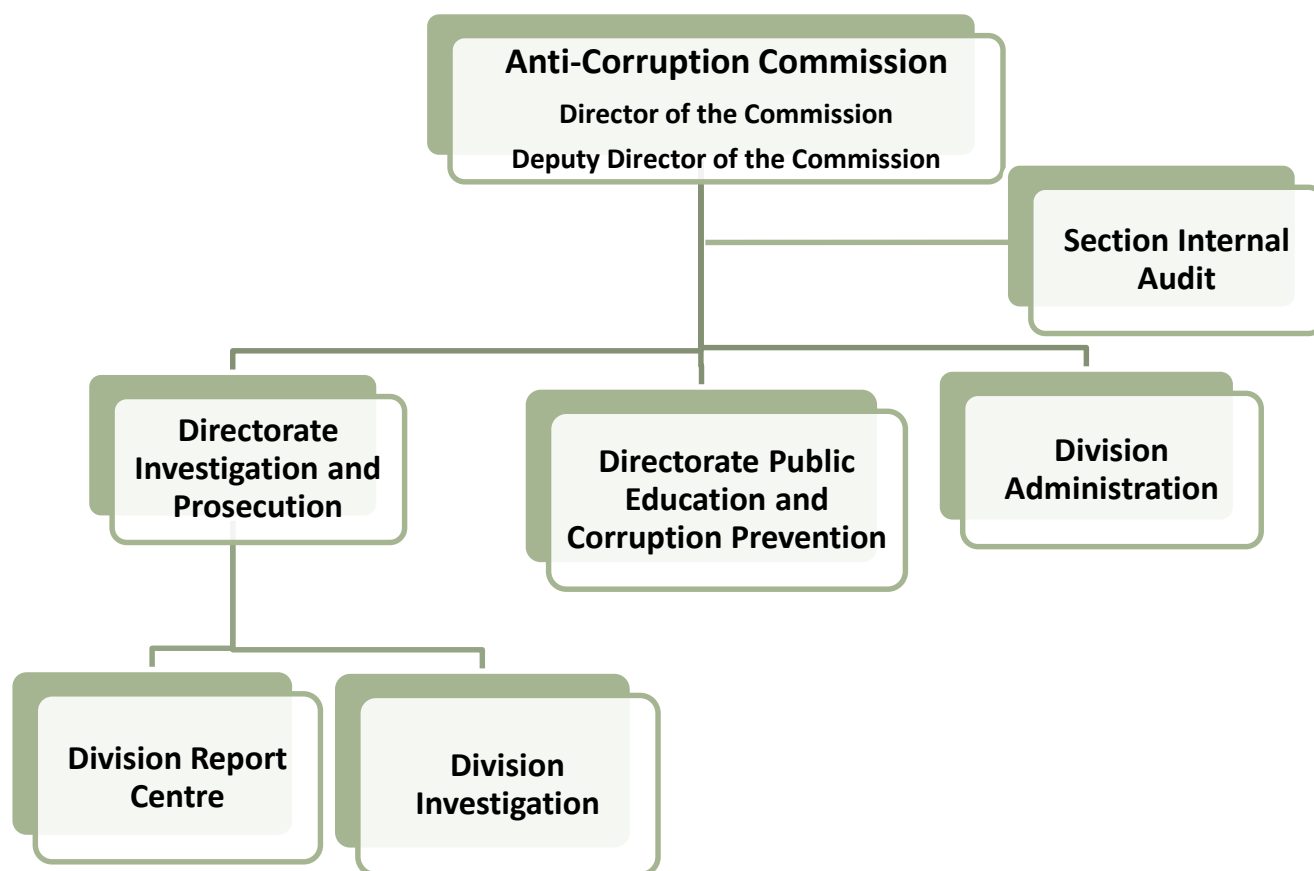 Anti-Corruption Commission
Director of the Commission
Deputy Director of the Commission
Section Internal
Audit
Directorate
Investigation and
Prosecution
Directorate Public
Education and
Corruption Prevention
Division
Administration
Division Report
Centre
Division
Investigation